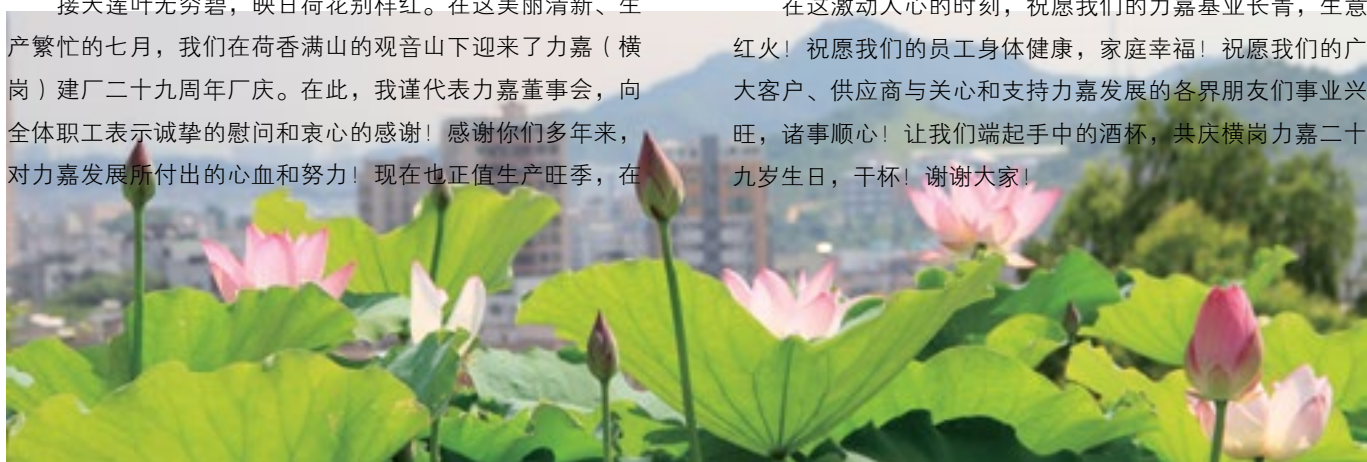 接天莲叶无穷碧，映日荷花别样红。在这美丽清新、生
产繁忙的七月，我们在荷香满山的观音山下迎来了力嘉（横
岗）建厂二十九周年厂庆。在此，我谨代表力嘉董事会，向
全体职工表示诚挚的慰问和衷心的感谢！感谢你们多年来，
对力嘉发展所付出的心血和努力！现在也正值生产旺季，在
在这激动人心的时刻，祝愿我们的力嘉基业长青，生意
红火！祝愿我们的员工身体健康，家庭幸福！祝愿我们的广
大客户、供应商与关心和支持力嘉发展的各界朋友们事业兴
旺，诸事顺心！让我们端起手中的酒杯，共庆横岗力嘉二十
九岁生日，干杯！谢谢大家！